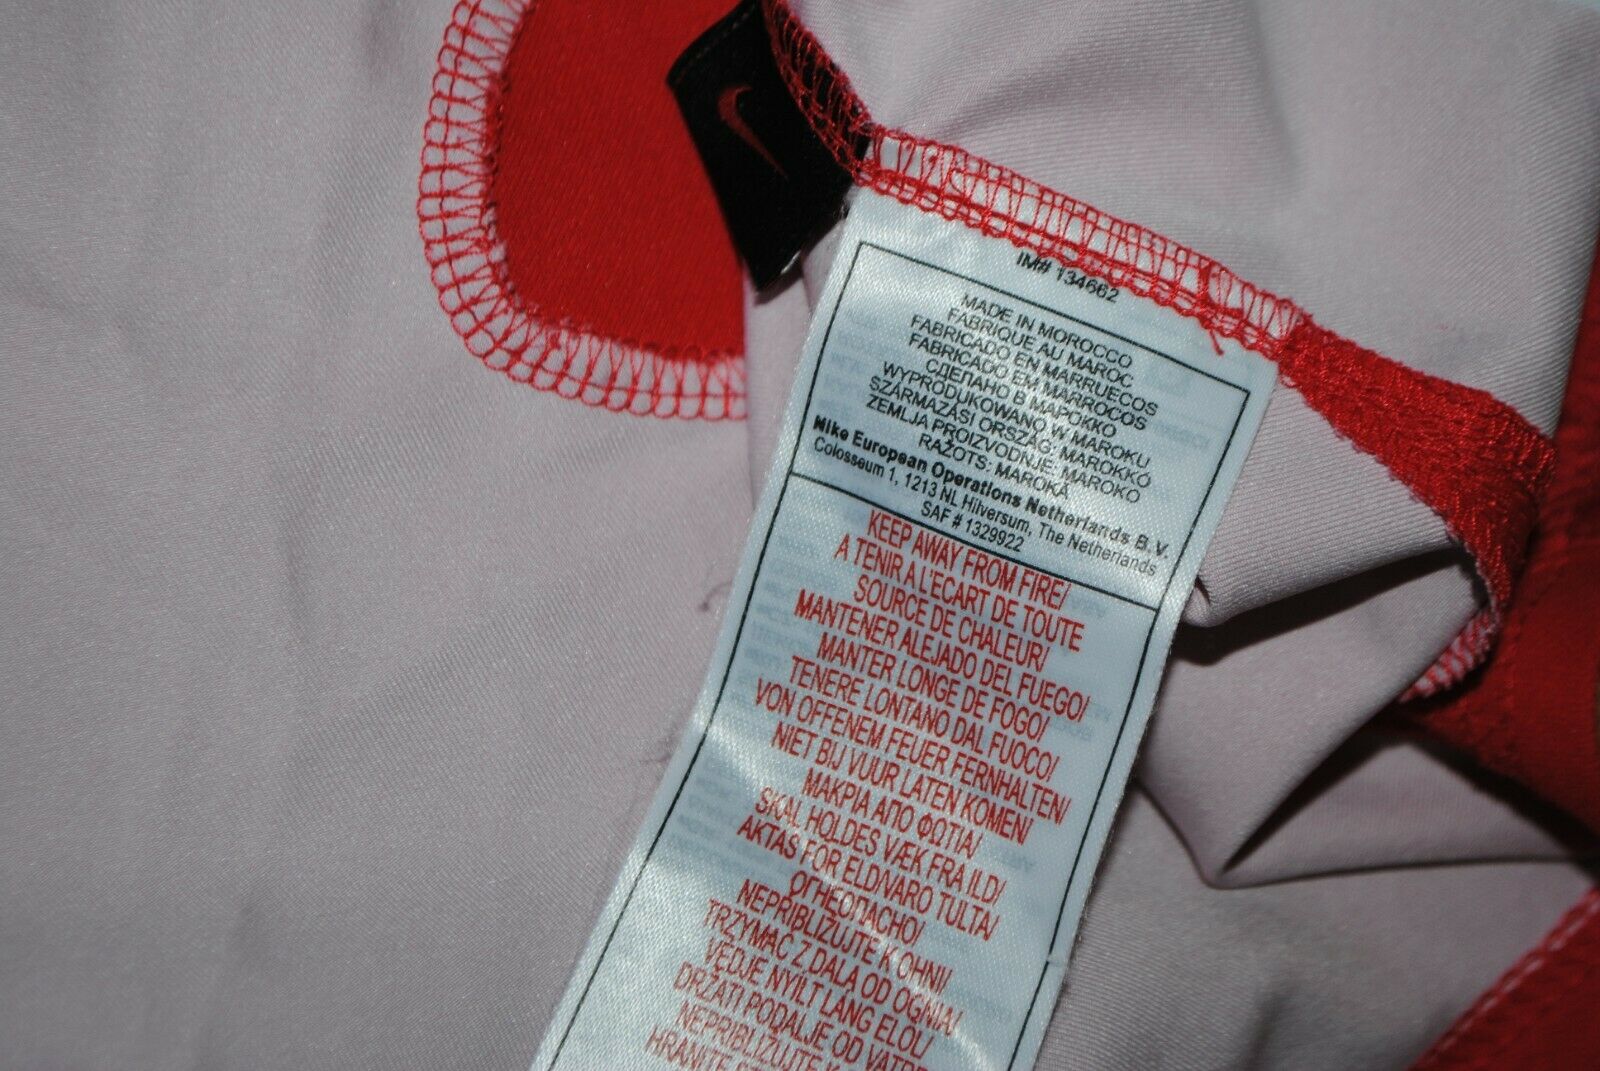 IM# 134662
MADE IN MOROCCO
FABRIQUE AU MAROC
FABRICADO EN MARRUECOS
FABRICADO EM MARROCOS
СДЕЛАНО В МАРОККО
WYPRODUKOWANO W MAROKU
SZÁRMAZÁSI ORSZÁG: MAROKKÓ
ZEMLJA PROIZVODNJE: MAROKO
RAŽOTS: MAROKĀ
Nike European Operations Netherlands B.V.
Colosseum 1, 1213 NL Hilversum, The Netherlands
SAF # 1329922
KEEP AWAY FROM FIRE/
A TENIR A L'ECART DE TOUTE
SOURCE DE CHALEUR/
MANTENER ALEJADO DEL FUEGO/
MANTER LONGE DE FOGO/
TENERE LONTANO DAL FUOCO/
VON OFFENEM FEUER FERNHALTEN/
NIET BIJ VUUR LATEN KOMEN/
ΜΑΚΡΙΑ ΑΠΟ ΦΩΤΙΑ/
SKAL HOLDES VÆK FRA ILD/
AKTAS FÖR ELD/VARO TULTA/
ОГНЕОПАСНО/
NEPRIBLIŽUJTE K OHNI/
TRZYMAĆ Z DALA OD OGNIA/
VÉDJE NYÍLT LÁNG ELŐL/
DRŽATI PODALJE OD VATRE/
NEPRIBLIŽUJTE K
HRANITE